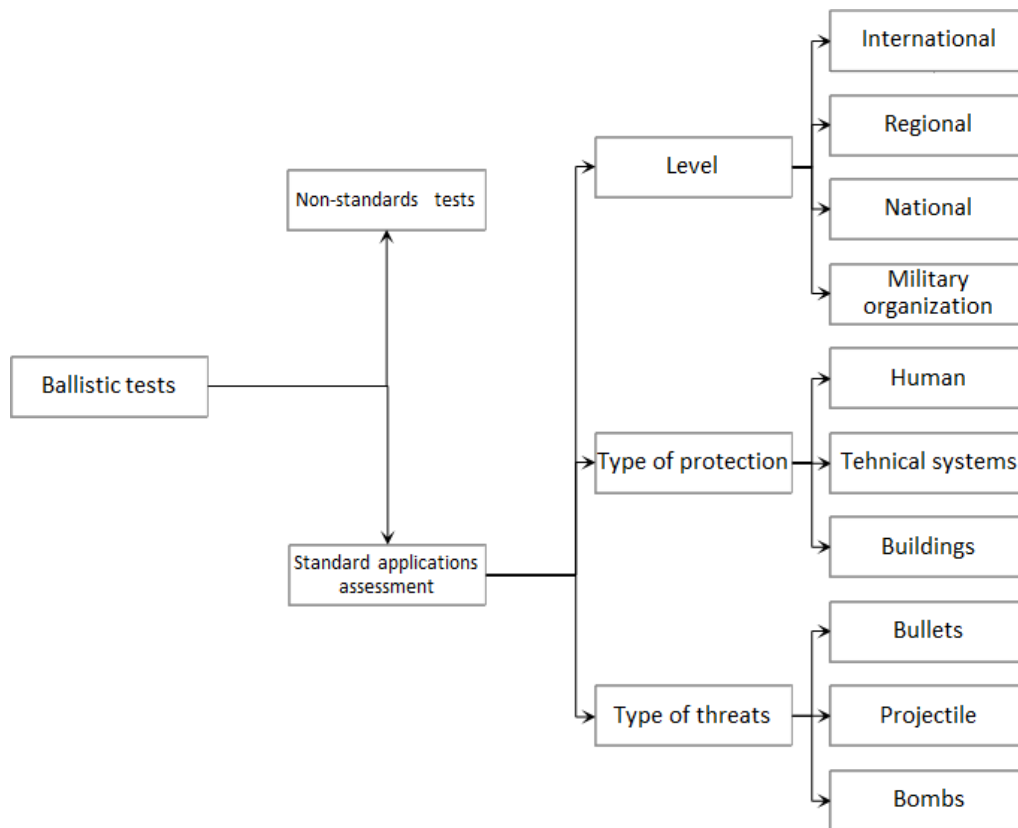 International
Regional
Level
Non-standards tests
National
Military
organization
Ballistic tests
Human
Type of protection
Tehnical systems
Standard applications
assessment
Buildings
Bullets
Type of threats
Projectile
Bombs